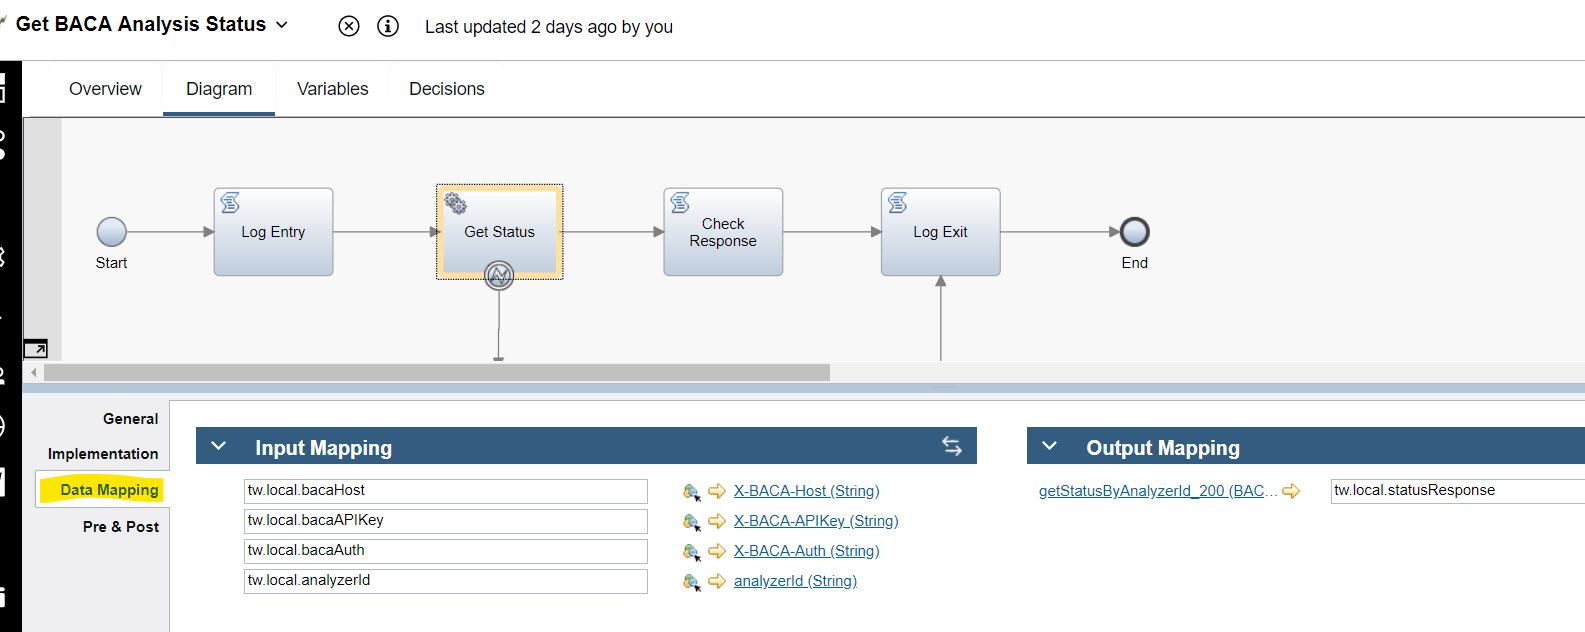 Get BACA Analysis Status
Last updated 2 days ago by you
Overview
Diagram
Variables
Decisions
Start
Log Entry
Get Status
Check
Response
Log Exit
End
General
Implementation
Data Mapping
Pre & Post
Input Mapping
tw.local.bacaHost
X-BACA-Host (String)
tw.local.bacaAPIKey
X-BACA-APIKey (String)
tw.local.bacaAuth
X-BACA-Auth (String)
tw.local.analyzerId
analyzerId (String)
Output Mapping
getStatusByAnalyzerId_200 (BAC...
tw.local.statusResponse